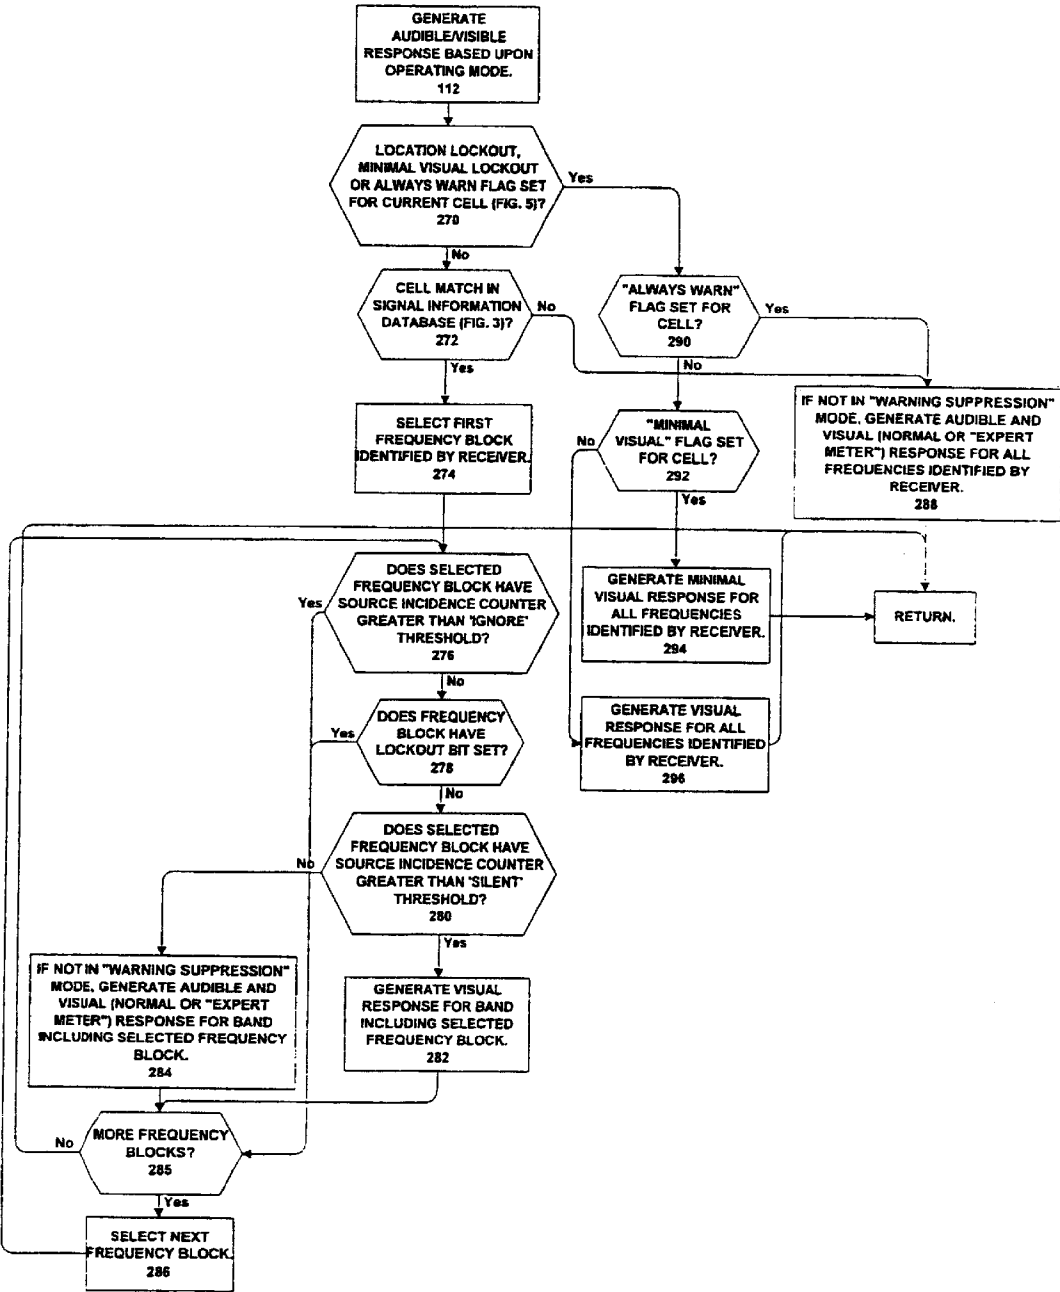 GENERATE
AUDIBLE/VISIBLE
RESPONSE BASED UPON
OPERATING MODE.
112
LOCATION LOCKOUT,
MINIMAL VISUAL LOCKOUT
OR ALWAYS WARN FLAG SET
FOR CURRENT CELL (FIG. 5)?
270
Yes
No
CELL MATCH IN
SIGNAL INFORMATION
DATABASE (FIG. 3)?
272
No
Yes
"ALWAYS WARN"
FLAG SET FOR
CELL?
290
Yes
No
IF NOT IN "WARNING SUPPRESSION"
MODE, GENERATE AUDIBLE AND
VISUAL (NORMAL OR "EXPERT
METER") RESPONSE FOR ALL
FREQUENCIES IDENTIFIED BY
RECEIVER.
288
SELECT FIRST
FREQUENCY BLOCK
IDENTIFIED BY RECEIVER.
274
"MINIMAL
VISUAL" FLAG SET
FOR CELL?
292
No
Yes
DOES SELECTED
FREQUENCY BLOCK HAVE
SOURCE INCIDENCE COUNTER
GREATER THAN 'IGNORE'
THRESHOLD?
276
Yes
No
GENERATE MINIMAL
VISUAL RESPONSE FOR
ALL FREQUENCIES
IDENTIFIED BY RECEIVER.
294
RETURN.
DOES FREQUENCY
BLOCK HAVE
LOCKOUT BIT SET?
278
Yes
No
GENERATE VISUAL
RESPONSE FOR ALL
FREQUENCIES IDENTIFIED
BY RECEIVER.
296
DOES SELECTED
FREQUENCY BLOCK HAVE
SOURCE INCIDENCE COUNTER
GREATER THAN 'SILENT'
THRESHOLD?
280
No
Yes
IF NOT IN "WARNING SUPPRESSION"
MODE, GENERATE AUDIBLE AND
VISUAL (NORMAL OR "EXPERT
METER") RESPONSE FOR BAND
INCLUDING SELECTED FREQUENCY
BLOCK.
284
GENERATE VISUAL
RESPONSE FOR BAND
INCLUDING SELECTED
FREQUENCY BLOCK.
282
MORE FREQUENCY
BLOCKS?
285
No
Yes
SELECT NEXT
FREQUENCY BLOCK.
286